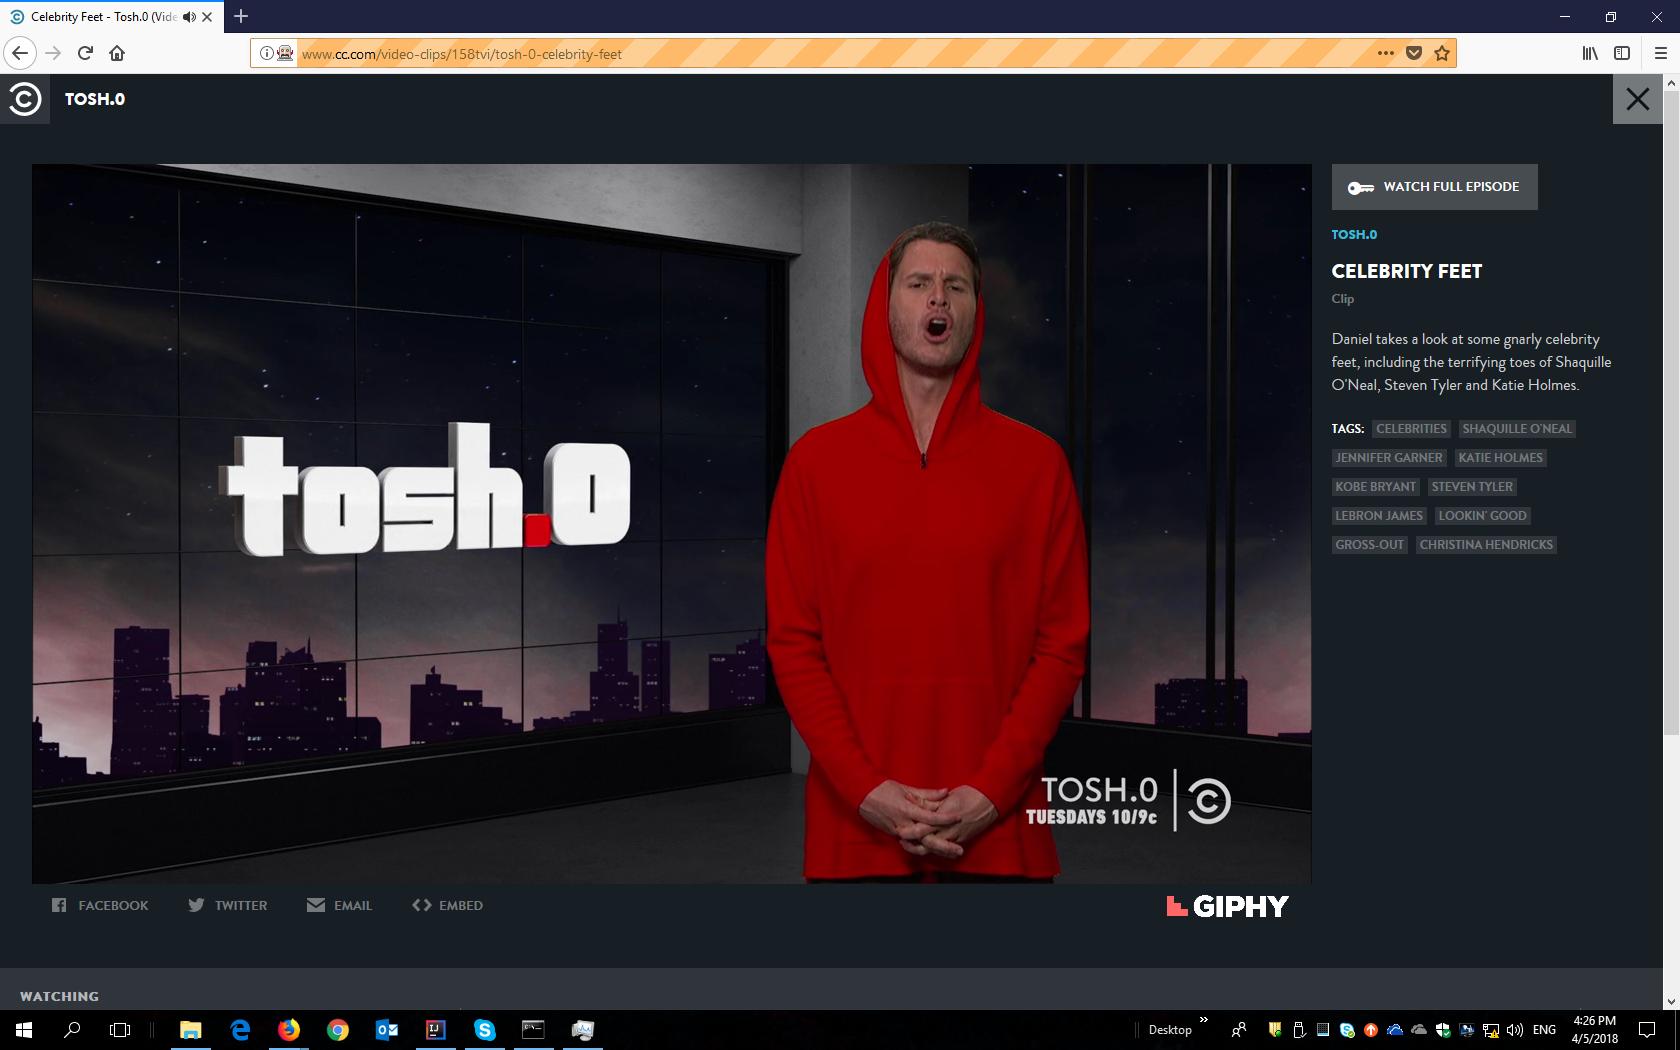 Celebrity Feet - Tosh.0 (Vide
www.cc.com/video-clips/158tvi/tosh-0-celebrity-feet
TOSH.0
WATCH FULL EPISODE
TOSH.0
CELEBRITY FEET
Clip
Daniel takes a look at some gnarly celebrity
feet, including the terrifying toes of Shaquille
O'Neal, Steven Tyler and Katie Holmes.
TAGS: CELEBRITIES SHAQUILLE O'NEAL
JENNIFER GARNER KATIE HOLMES
KOBE BRYANT STEVEN TYLER
LEBRON JAMES LOOKIN' GOOD
GROSS-OUT CHRISTINA HENDRICKS
tosh.0
TOSH.0
TUESDAYS 10/9c
FACEBOOK TWITTER EMAIL EMBED
GIPHY
WATCHING
Desktop
ENG
4:26 PM
4/5/2018